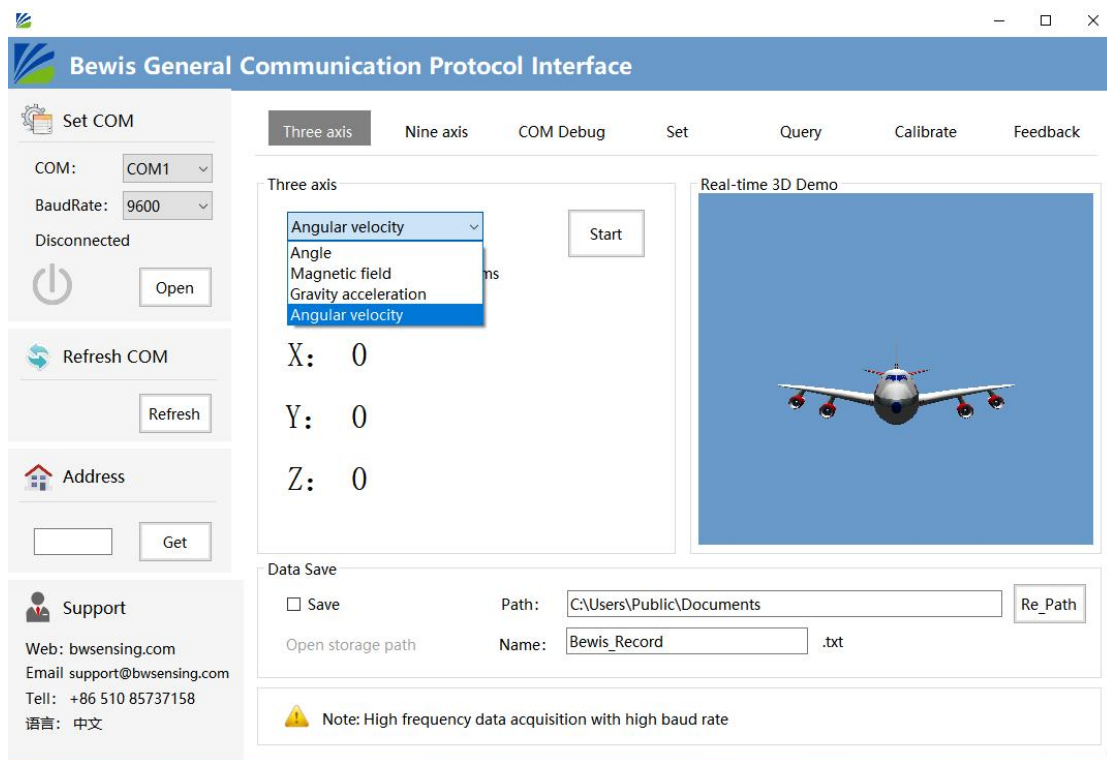 Bewis General Communication Protocol Interface
Set COM
COM: COM1
BaudRate: 9600
Disconnected
Open
Refresh COM
Refresh
Address
Get
Support
Web: bwsensing.com
Email support@bwsensing.com
Tell: +86 510 85737158
语言: 中文
Three axis Nine axis COM Debug Set Query Calibrate Feedback
Three axis
Angular velocity
Start
Angle
Magnetic field
ms
Gravity acceleration
Angular velocity
X: 0
Y: 0
Z: 0
Real-time 3D Demo
Data Save
Save
Path: C:\Users\Public\Documents
Re_Path
Open storage path
Name: Bewis_Record .txt
Note: High frequency data acquisition with high baud rate